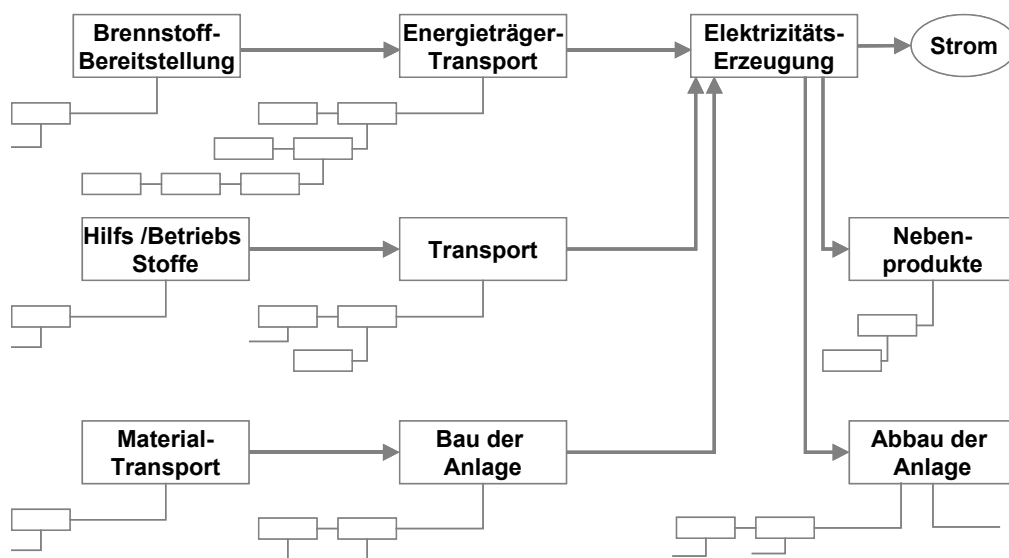 Brennstoff-
Bereitstellung
Energieträger-
Transport
Elektrizitäts-
Erzeugung
Strom
Hilfs /Betriebs
Stoffe
Transport
Neben-
produkte
Material-
Transport
Bau der
Anlage
Abbau der
Anlage